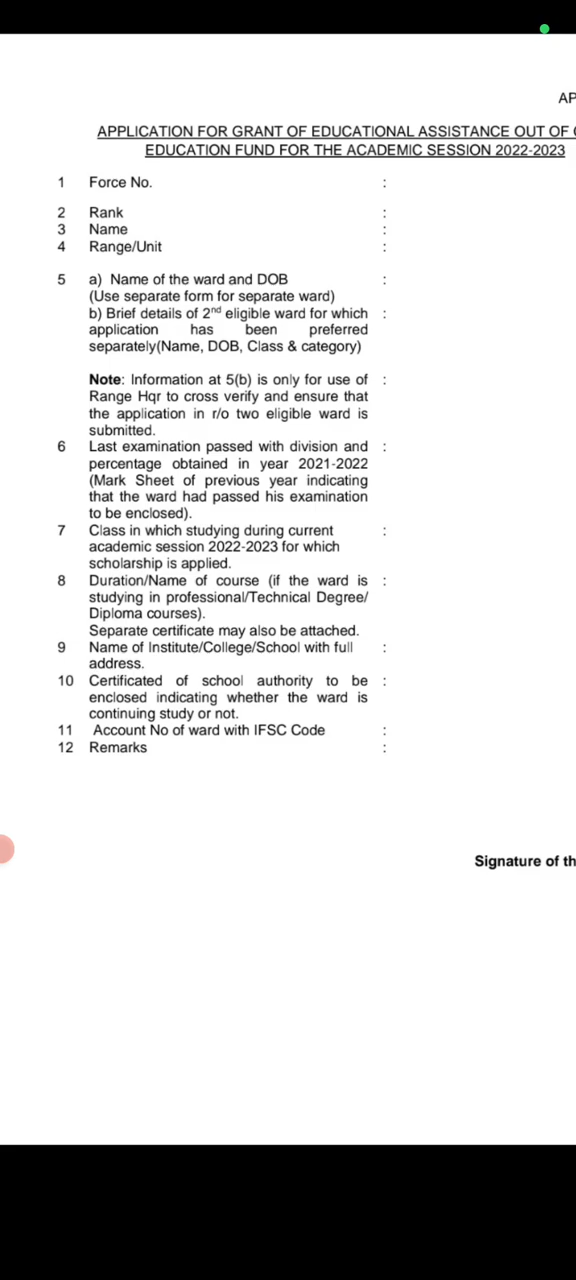 AP
APPLICATION FOR GRANT OF EDUCATIONAL ASSISTANCE OUT OF
EDUCATION FUND FOR THE ACADEMIC SESSION 2022-2023
1 Force No. :
2 Rank :
3 Name :
4 Range/Unit :
5 a) Name of the ward and DOB :
(Use separate form for separate ward)
b) Brief details of 2nd eligible ward for which :
application has been preferred
separately(Name, DOB, Class & category)
Note: Information at 5(b) is only for use of :
Range Hqr to cross verify and ensure that
the application in r/o two eligible ward is
submitted.
6 Last examination passed with division and :
percentage obtained in year 2021-2022
(Mark Sheet of previous year indicating
that the ward had passed his examination
to be enclosed).
7 Class in which studying during current :
academic session 2022-2023 for which
scholarship is applied.
8 Duration/Name of course (if the ward is :
studying in professional/Technical Degree/
Diploma courses).
Separate certificate may also be attached.
9 Name of Institute/College/School with full :
address.
10 Certificated of school authority to be :
enclosed indicating whether the ward is
continuing study or not.
11 Account No of ward with IFSC Code :
12 Remarks :
Signature of th